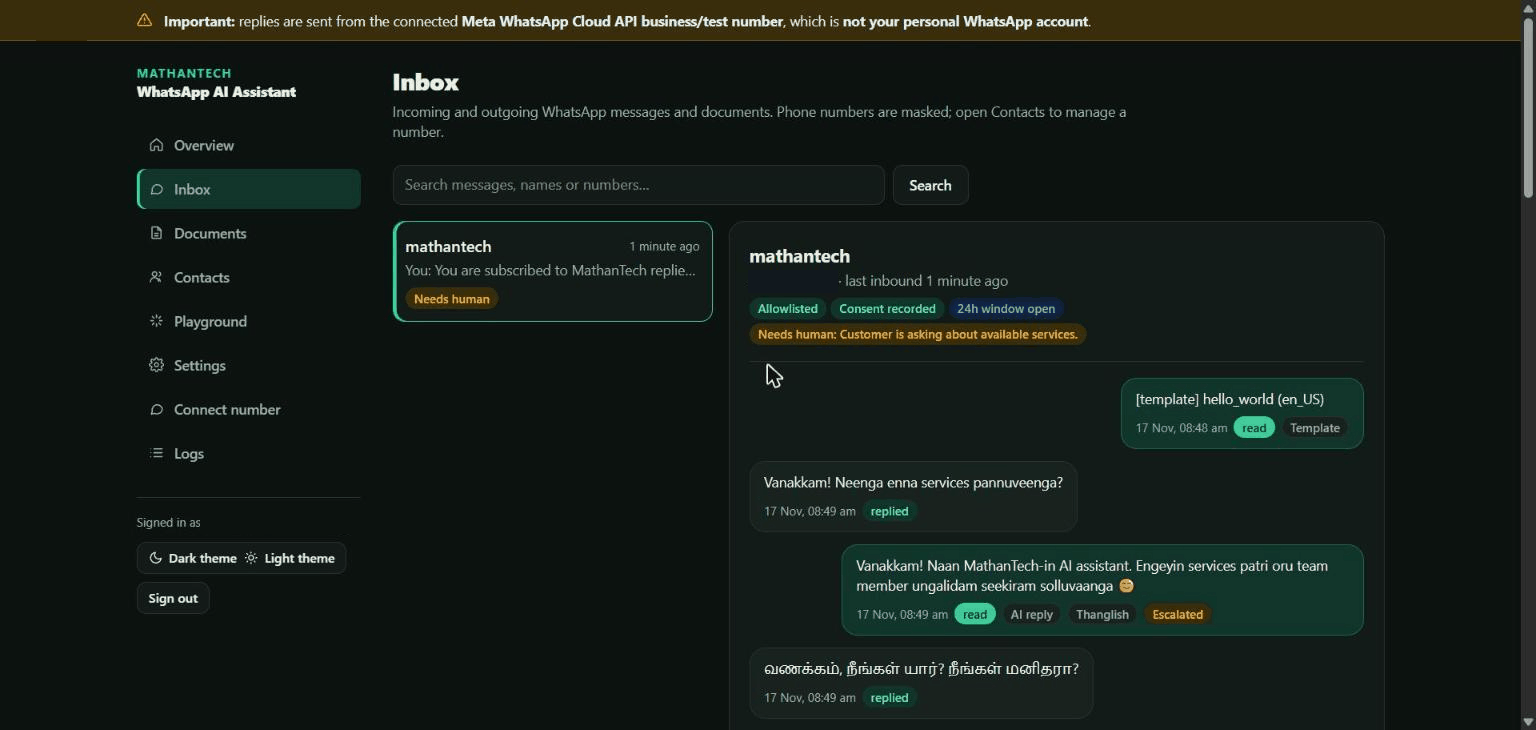 Important: replies are sent from the connected Meta WhatsApp Cloud API business/test number, which is not your personal WhatsApp account.
MATHANTECH
WhatsApp AI Assistant
Overview
Inbox
Documents
Contacts
Playground
Settings
Connect number
Logs
Signed in as
Dark theme Light theme
Sign out
Inbox
Incoming and outgoing WhatsApp messages and documents. Phone numbers are masked; open Contacts to manage a
number.
Search messages, names or numbers...
Search
mathantech 1 minute ago
You: You are subscribed to MathanTech replie...
Needs human
mathantech
· last inbound 1 minute ago
Allowlisted Consent recorded 24h window open
Needs human: Customer is asking about available services.
[template] hello_world (en_US)
17 Nov, 08:48 am read Template
Vanakkam! Neenga enna services pannuveenga?
17 Nov, 08:49 am replied
Vanakkam! Naan MathanTech-in AI assistant. Engeyin services patri oru team
member ungalidam seekiram solluvaanga 😊
17 Nov, 08:49 am read AI reply Thanglish Escalated
வணக்கம், நீங்கள் யார்? நீங்கள் மனிதரா?
17 Nov, 08:49 am replied